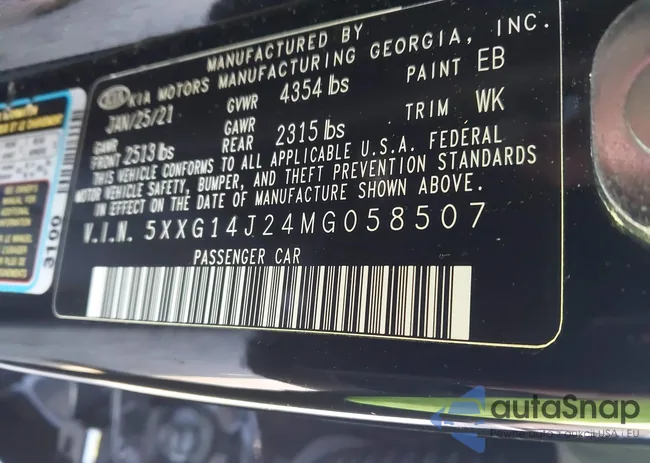 MANUFACTURED BY
KIA KIA MOTORS MANUFACTURING GEORGIA, INC.
JAN/25/21 GVWR 4354 lbs PAINT EB
GAWR FRONT 2513 lbs GAWR REAR 2315 lbs TRIM WK
THIS VEHICLE CONFORMS TO ALL APPLICABLE U.S.A. FEDERAL
MOTOR VEHICLE SAFETY, BUMPER, AND THEFT PREVENTION STANDARDS
IN EFFECT ON THE DATE OF MANUFACTURE SHOWN ABOVE.
V.I.N. 5XXG14J24MG058507
PASSENGER CAR
3100
autaSnap